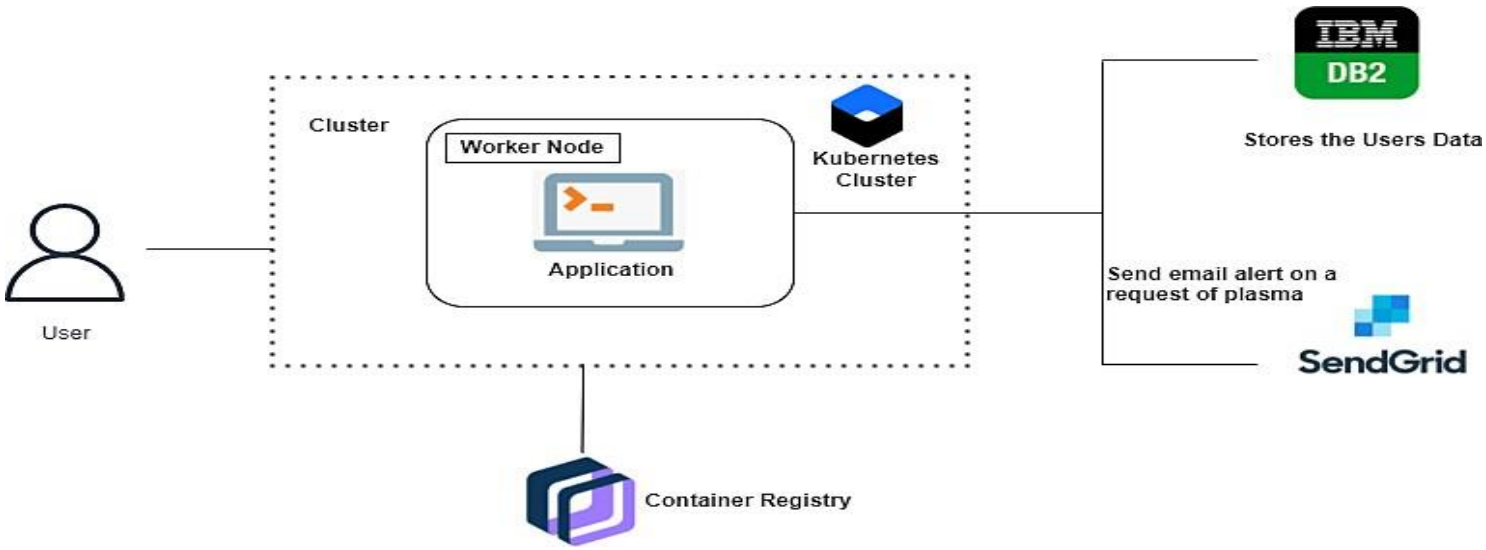 IBM
DB2
Stores the Users Data
Cluster
Worker Node
Kubernetes
Cluster
Application
User
Send email alert on a
request of plasma
SendGrid
Container Registry